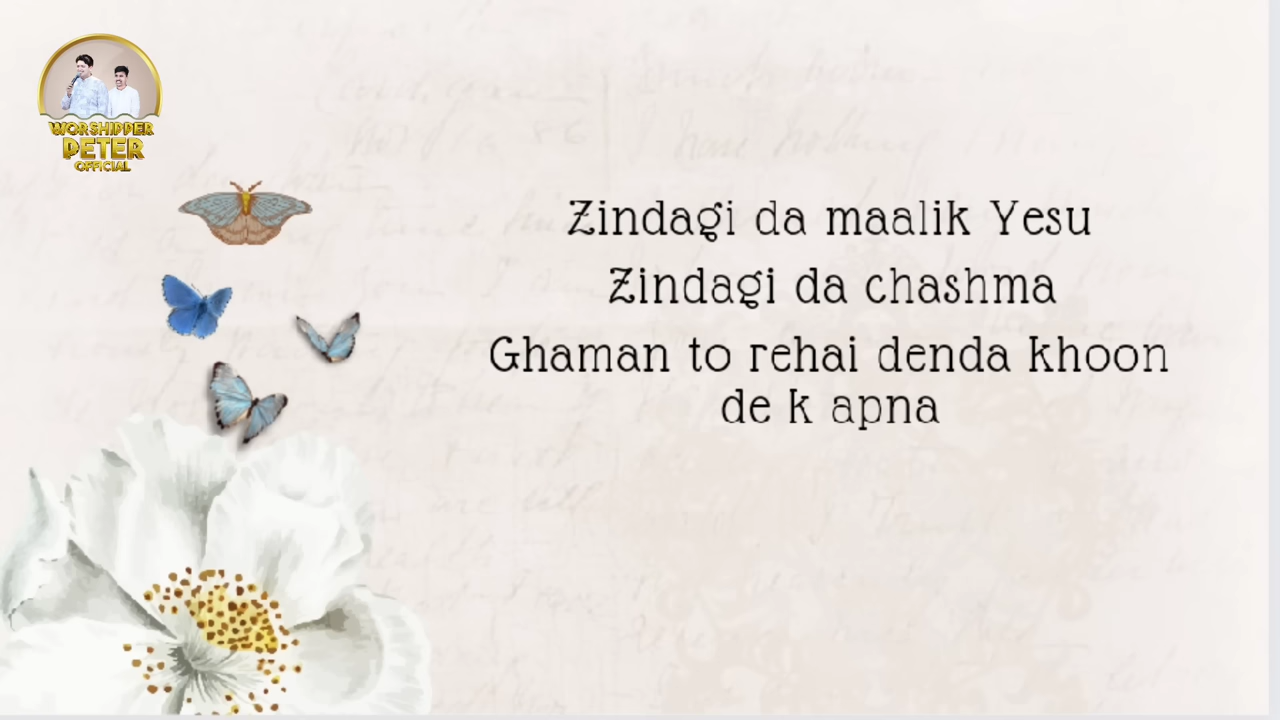 WORSHIPPER
PETER
OFFICIAL
Zindagi da maalik Yesu
Zindagi da chashma
Ghaman to rehai denda khoon
de k apna